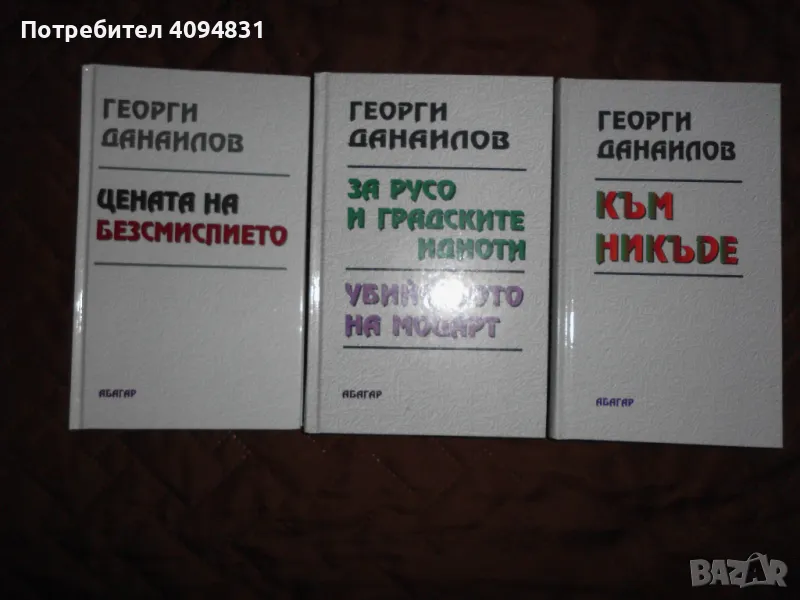 Потребител 4094831
ГЕОРГИ
ДАНАИЛОВ
ЦЕНАТА НА
БЕЗСМИСЛИЕТО
АБАГАР
ГЕОРГИ
ДАНАИЛОВ
ЗА РУСО
И ГРАДСКИТЕ
ИДИОТИ
УБИЙСТВОТО
НА МОЦАРТ
АБАГАР
ГЕОРГИ
ДАНАИЛОВ
КЪМ
НИКЪДЕ
АБАГАР
BAZAR